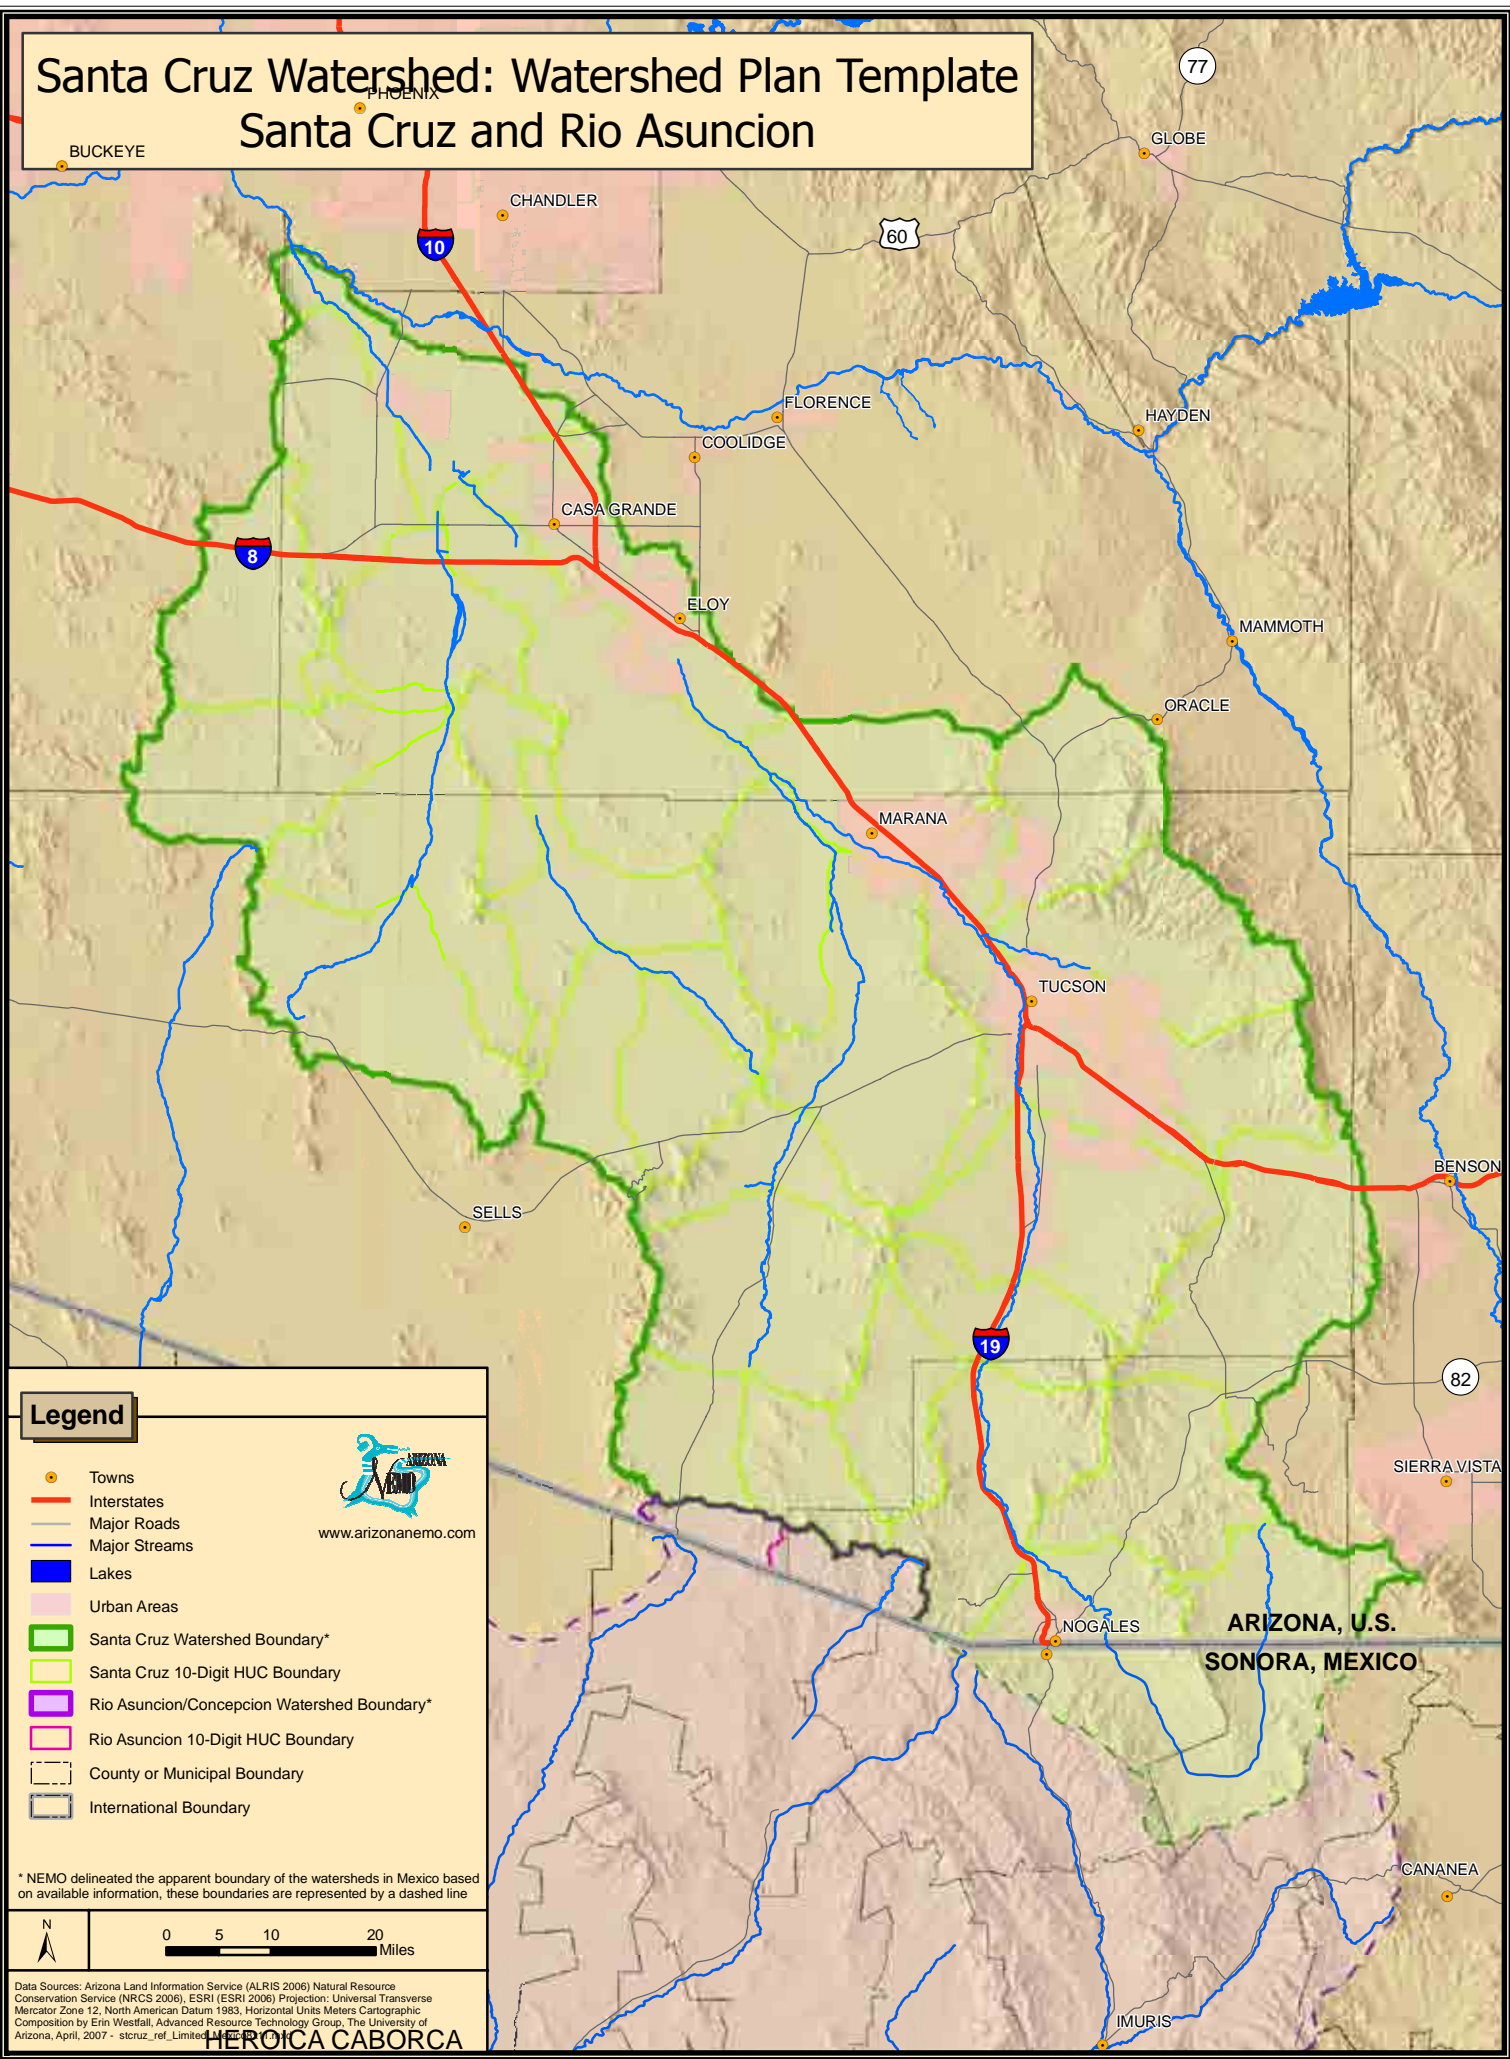 Santa Cruz Watershed: Watershed Plan Template
Santa Cruz and Rio Asuncion
PHOENIX
BUCKEYE
77
GLOBE
CHANDLER
10
60
FLORENCE
HAYDEN
COOLIDGE
CASA GRANDE
8
ELOY
MAMMOTH
ORACLE
MARANA
TUCSON
BENSON
SELLS
19
82
SIERRA VISTA
NOGALES
ARIZONA, U.S.
SONORA, MEXICO
CANANEA
IMURIS
HEROICA CABORCA
Legend
ARIZONA
NEMO
www.arizonanemo.com
Towns
Interstates
Major Roads
Major Streams
Lakes
Urban Areas
Santa Cruz Watershed Boundary*
Santa Cruz 10-Digit HUC Boundary
Rio Asuncion/Concepcion Watershed Boundary*
Rio Asuncion 10-Digit HUC Boundary
County or Municipal Boundary
International Boundary
* NEMO delineated the apparent boundary of the watersheds in Mexico based
on available information, these boundaries are represented by a dashed line
N
0 5 10 20
Miles
Data Sources: Arizona Land Information Service (ALRIS 2006) Natural Resource
Conservation Service (NRCS 2006), ESRI (ESRI 2006) Projection: Universal Transverse
Mercator Zone 12, North American Datum 1983, Horizontal Units Meters Cartographic
Composition by Erin Westfall, Advanced Resource Technology Group, The University of
Arizona, April, 2007 -